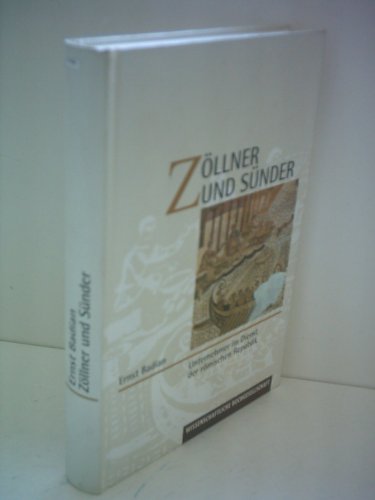 ZÖLLNER
UND SÜNDER
Ernst Badian
Unternehmer im Dienst
der römischen Republik
WISSENSCHAFTLICHE BUCHGESELLSCHAFT
Ernst Badian
Zöllner und Sünder